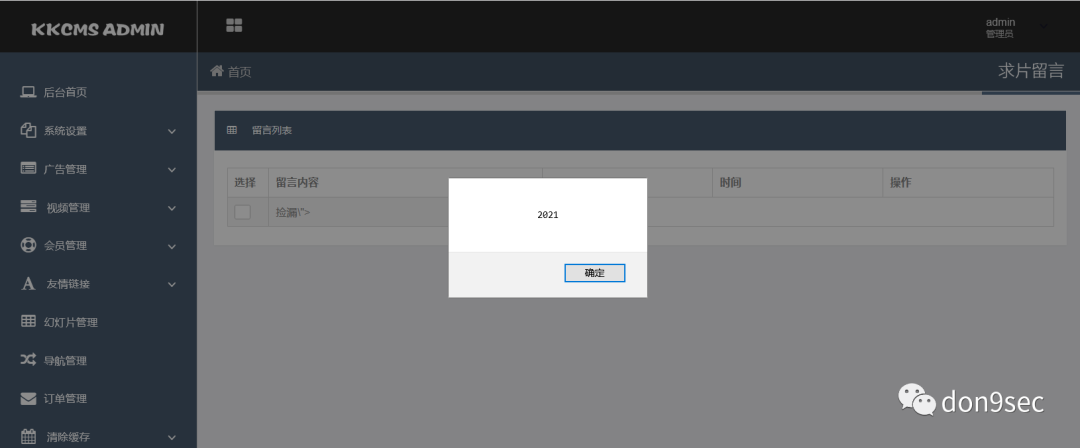 KKCMS ADMIN
admin
管理员
首页
求片留言
后台首页
系统设置
广告管理
视频管理
会员管理
友情链接
幻灯片管理
导航管理
订单管理
清除缓存
留言列表
选择
留言内容
时间
操作
捡漏\">
2021
确定
don9sec